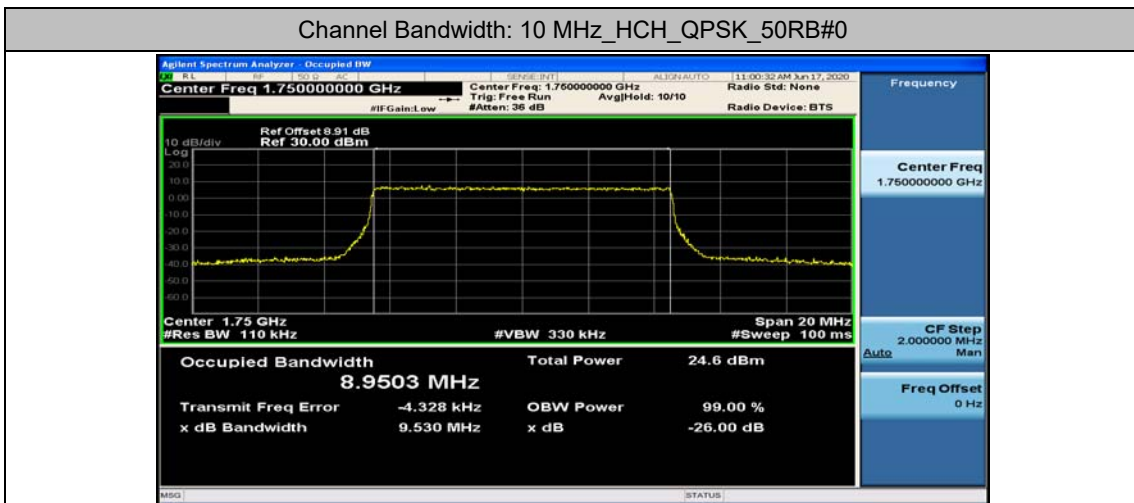 Channel Bandwidth: 10 MHz_HCH_QPSK_50RB#0
Agilent Spectrum Analyzer - Occupied BW
RL RF 50 Ω AC SENSE:INT ALIGN AUTO 11:00:32 AM Jun 17, 2020
Center Freq 1.750000000 GHz
Center Freq: 1.750000000 GHz
Radio Std: None
Trig: Free Run Avg|Hold: 10/10
#IFGain:Low #Atten: 36 dB Radio Device: BTS
Ref Offset 8.91 dB
10 dB/div Ref 30.00 dBm
Log
20.0
10.0
0.00
-10.0
-20.0
-30.0
-40.0
-50.0
-60.0
Center 1.75 GHz Span 20 MHz
#Res BW 110 kHz #VBW 330 kHz #Sweep 100 ms
Occupied Bandwidth Total Power 24.6 dBm
8.9503 MHz
Transmit Freq Error -4.328 kHz OBW Power 99.00 %
x dB Bandwidth 9.530 MHz x dB -26.00 dB
MSG STATUS
Frequency
Center Freq
1.750000000 GHz
CF Step
2.000000 MHz
Auto Man
Freq Offset
0 Hz